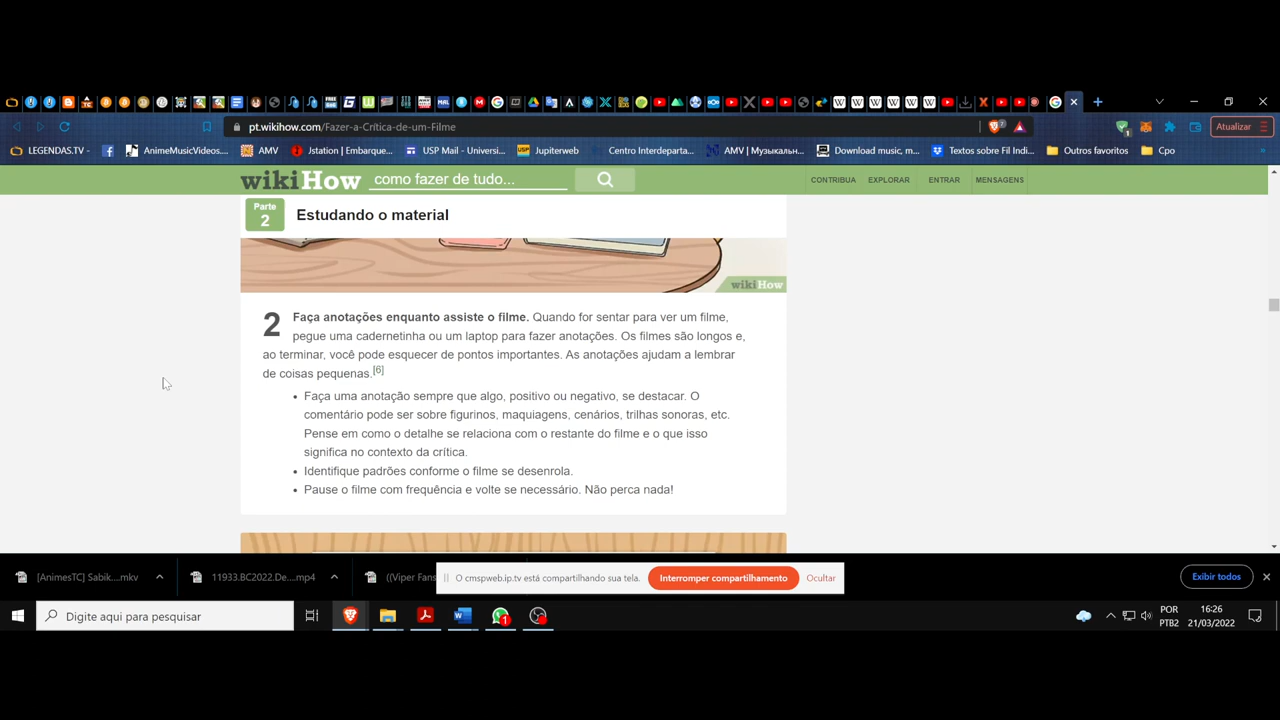 pt.wikihow.com/Fazer-a-Crítica-de-um-Filme
7
1
Atualizar
LEGENDAS.TV -
AnimeMusicVideos...
AMV
Jstation | Embarque...
USP Mail - Universi...
Jupiterweb
Centro Interdeparta...
AMV | Музыкальн...
Download music, m...
Textos sobre Fil Indi...
Outros favoritos
Cpo
wikiHow
como fazer de tudo...
CONTRIBUA
EXPLORAR
ENTRAR
MENSAGENS
Parte
2
Estudando o material
wikiHow
2
Faça anotações enquanto assiste o filme. Quando for sentar para ver um filme,
pegue uma cadernetinha ou um laptop para fazer anotações. Os filmes são longos e,
ao terminar, você pode esquecer de pontos importantes. As anotações ajudam a lembrar
de coisas pequenas.[6]
• Faça uma anotação sempre que algo, positivo ou negativo, se destacar. O
comentário pode ser sobre figurinos, maquiagens, cenários, trilhas sonoras, etc.
Pense em como o detalhe se relaciona com o restante do filme e o que isso
significa no contexto da crítica.
• Identifique padrões conforme o filme se desenrola.
• Pause o filme com frequência e volte se necessário. Não perca nada!
[AnimesTC] Sabik....mkv
11933.BC2022.De....mp4
((Viper Fans
O cmspweb.ip.tv está compartilhando sua tela.
Interromper compartilhamento
Ocultar
Exibir todos
Digite aqui para pesquisar
1
POR
PTB2
16:26
21/03/2022